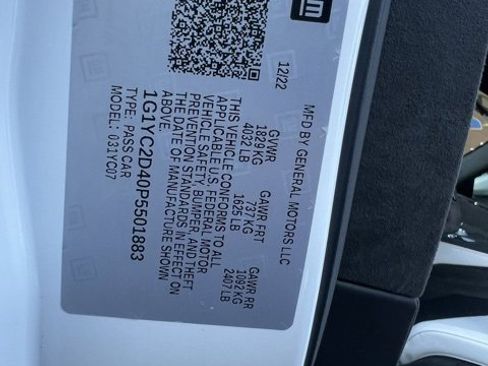 GM
MFD BY GENERAL MOTORS LLC
12/22
GVWR GAWR FRT GAWR RR
1829 KG 737 KG 1092 KG
4032 LB 1625 LB 2407 LB
THIS VEHICLE CONFORMS TO ALL
APPLICABLE U.S. FEDERAL MOTOR
VEHICLE SAFETY, BUMPER, AND THEFT
PREVENTION STANDARDS IN EFFECT ON
THE DATE OF MANUFACTURE SHOWN
ABOVE.
1G1YC2D40P5501883
TYPE: PASS CAR
MODEL: 031YC07